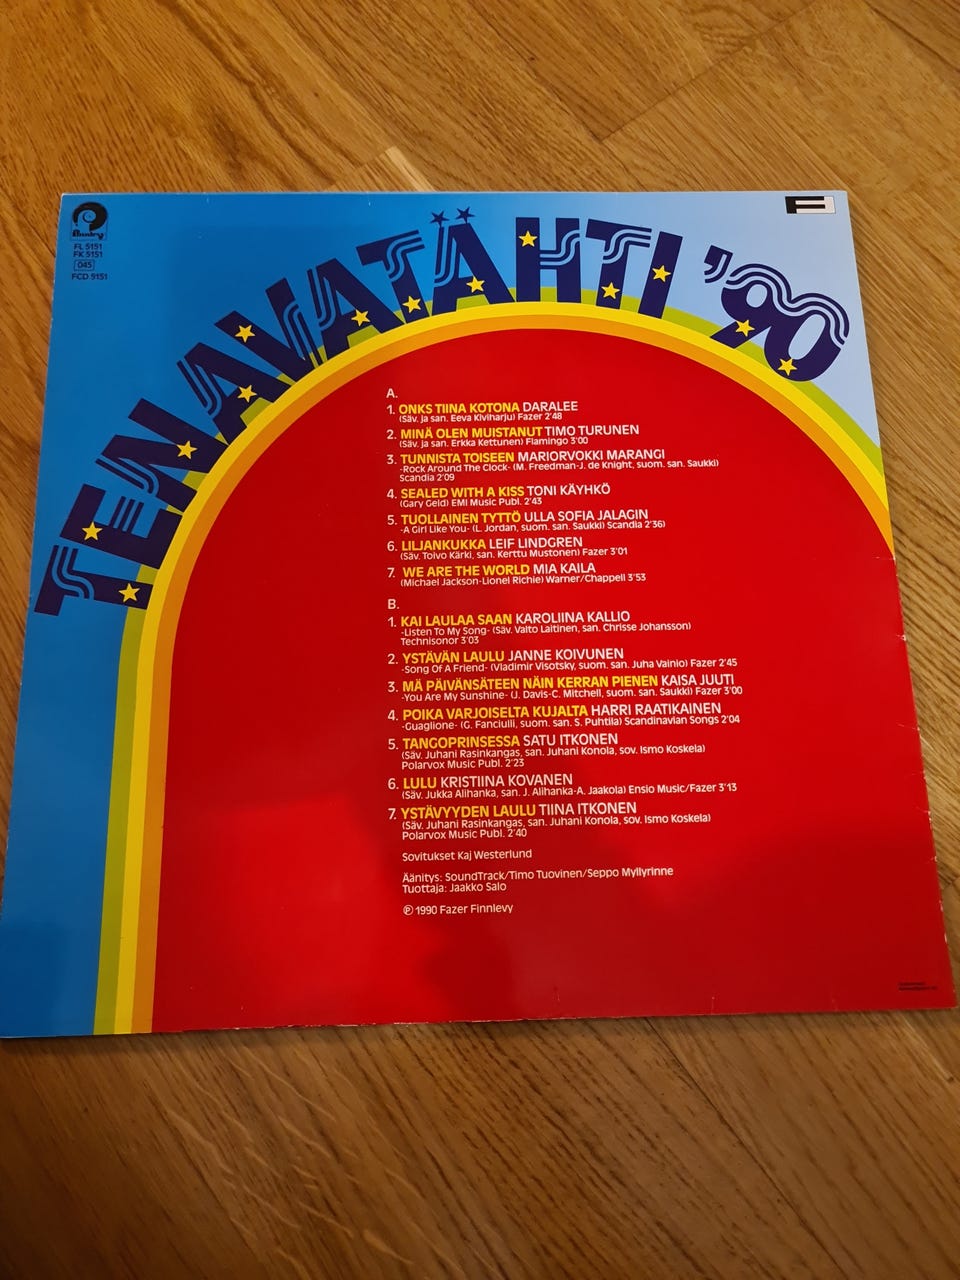 Finnlevy
FL 5151
FK 5151
045
FCD 5151
TENAVATÄHTI '90
A.
1. ONKS TIINA KOTONA DARALEE
(Säv. ja san. Eeva Kiviharju) Fazer 2'48
2. MINÄ OLEN MUISTANUT TIMO TURUNEN
(Säv. ja san. Erkka Kettunen) Flamingo 3'00
3. TUNNISTA TOISEEN MARIORVOKKI MARANGI
-Rock Around The Clock- (M. Freedman-J. de Knight, suom. san. Saukki)
Scandia 2'09
4. SEALED WITH A KISS TONI KÄYHKÖ
(Gary Geld) EMI Music Publ. 2'43
5. TUOLLAINEN TYTTÖ ULLA SOFIA JALAGIN
-A Girl Like You- (L. Jordan, suom. san. Saukki) Scandia 2'36)
6. LILJANKUKKA LEIF LINDGREN
(Säv. Toivo Kärki, san. Kerttu Mustonen) Fazer 3'01
7. WE ARE THE WORLD MIA KAILA
(Michael Jackson-Lionel Richie) Warner/Chappell 3'53
B.
1. KAI LAULAA SAAN KAROLIINA KALLIO
-Listen To My Song- (Säv. Valto Laitinen, san. Chrisse Johansson)
Technisonor 3'03
2. YSTÄVÄN LAULU JANNE KOIVUNEN
-Song Of A Friend- (Vladimir Visotsky, suom. san. Juha Vainio) Fazer 2'45
3. MÄ PÄIVÄNSÄTEEN NÄIN KERRAN PIENEN KAISA JUUTI
-You Are My Sunshine- (J. Davis-C. Mitchell, suom. san. Saukki) Fazer 3'00
4. POIKA VARJOISELTA KUJALTA HARRI RAATIKAINEN
-Guaglione- (G. Fanciulli, suom. san. S. Puhtila) Scandinavian Songs 2'04
5. TANGOPRINSESSA SATU ITKONEN
(Säv. Juhani Rasinkangas, san. Juhani Konola, sov. Ismo Koskela)
Polarvox Music Publ. 2'23
6. LULU KRISTIINA KOVANEN
(Säv. Jukka Alihanka, san. J. Alihanka-A. Jaakola) Ensio Music/Fazer 3'13
7. YSTÄVYYDEN LAULU TIINA ITKONEN
(Säv. Juhani Rasinkangas, san. Juhani Konola, sov. Ismo Koskela)
Polarvox Music Publ. 2'40
Sovitukset Kaj Westerlund
Äänitys: SoundTrack/Timo Tuovinen/Seppo Myllyrinne
Tuottaja: Jaakko Salo
℗ 1990 Fazer Finnlevy